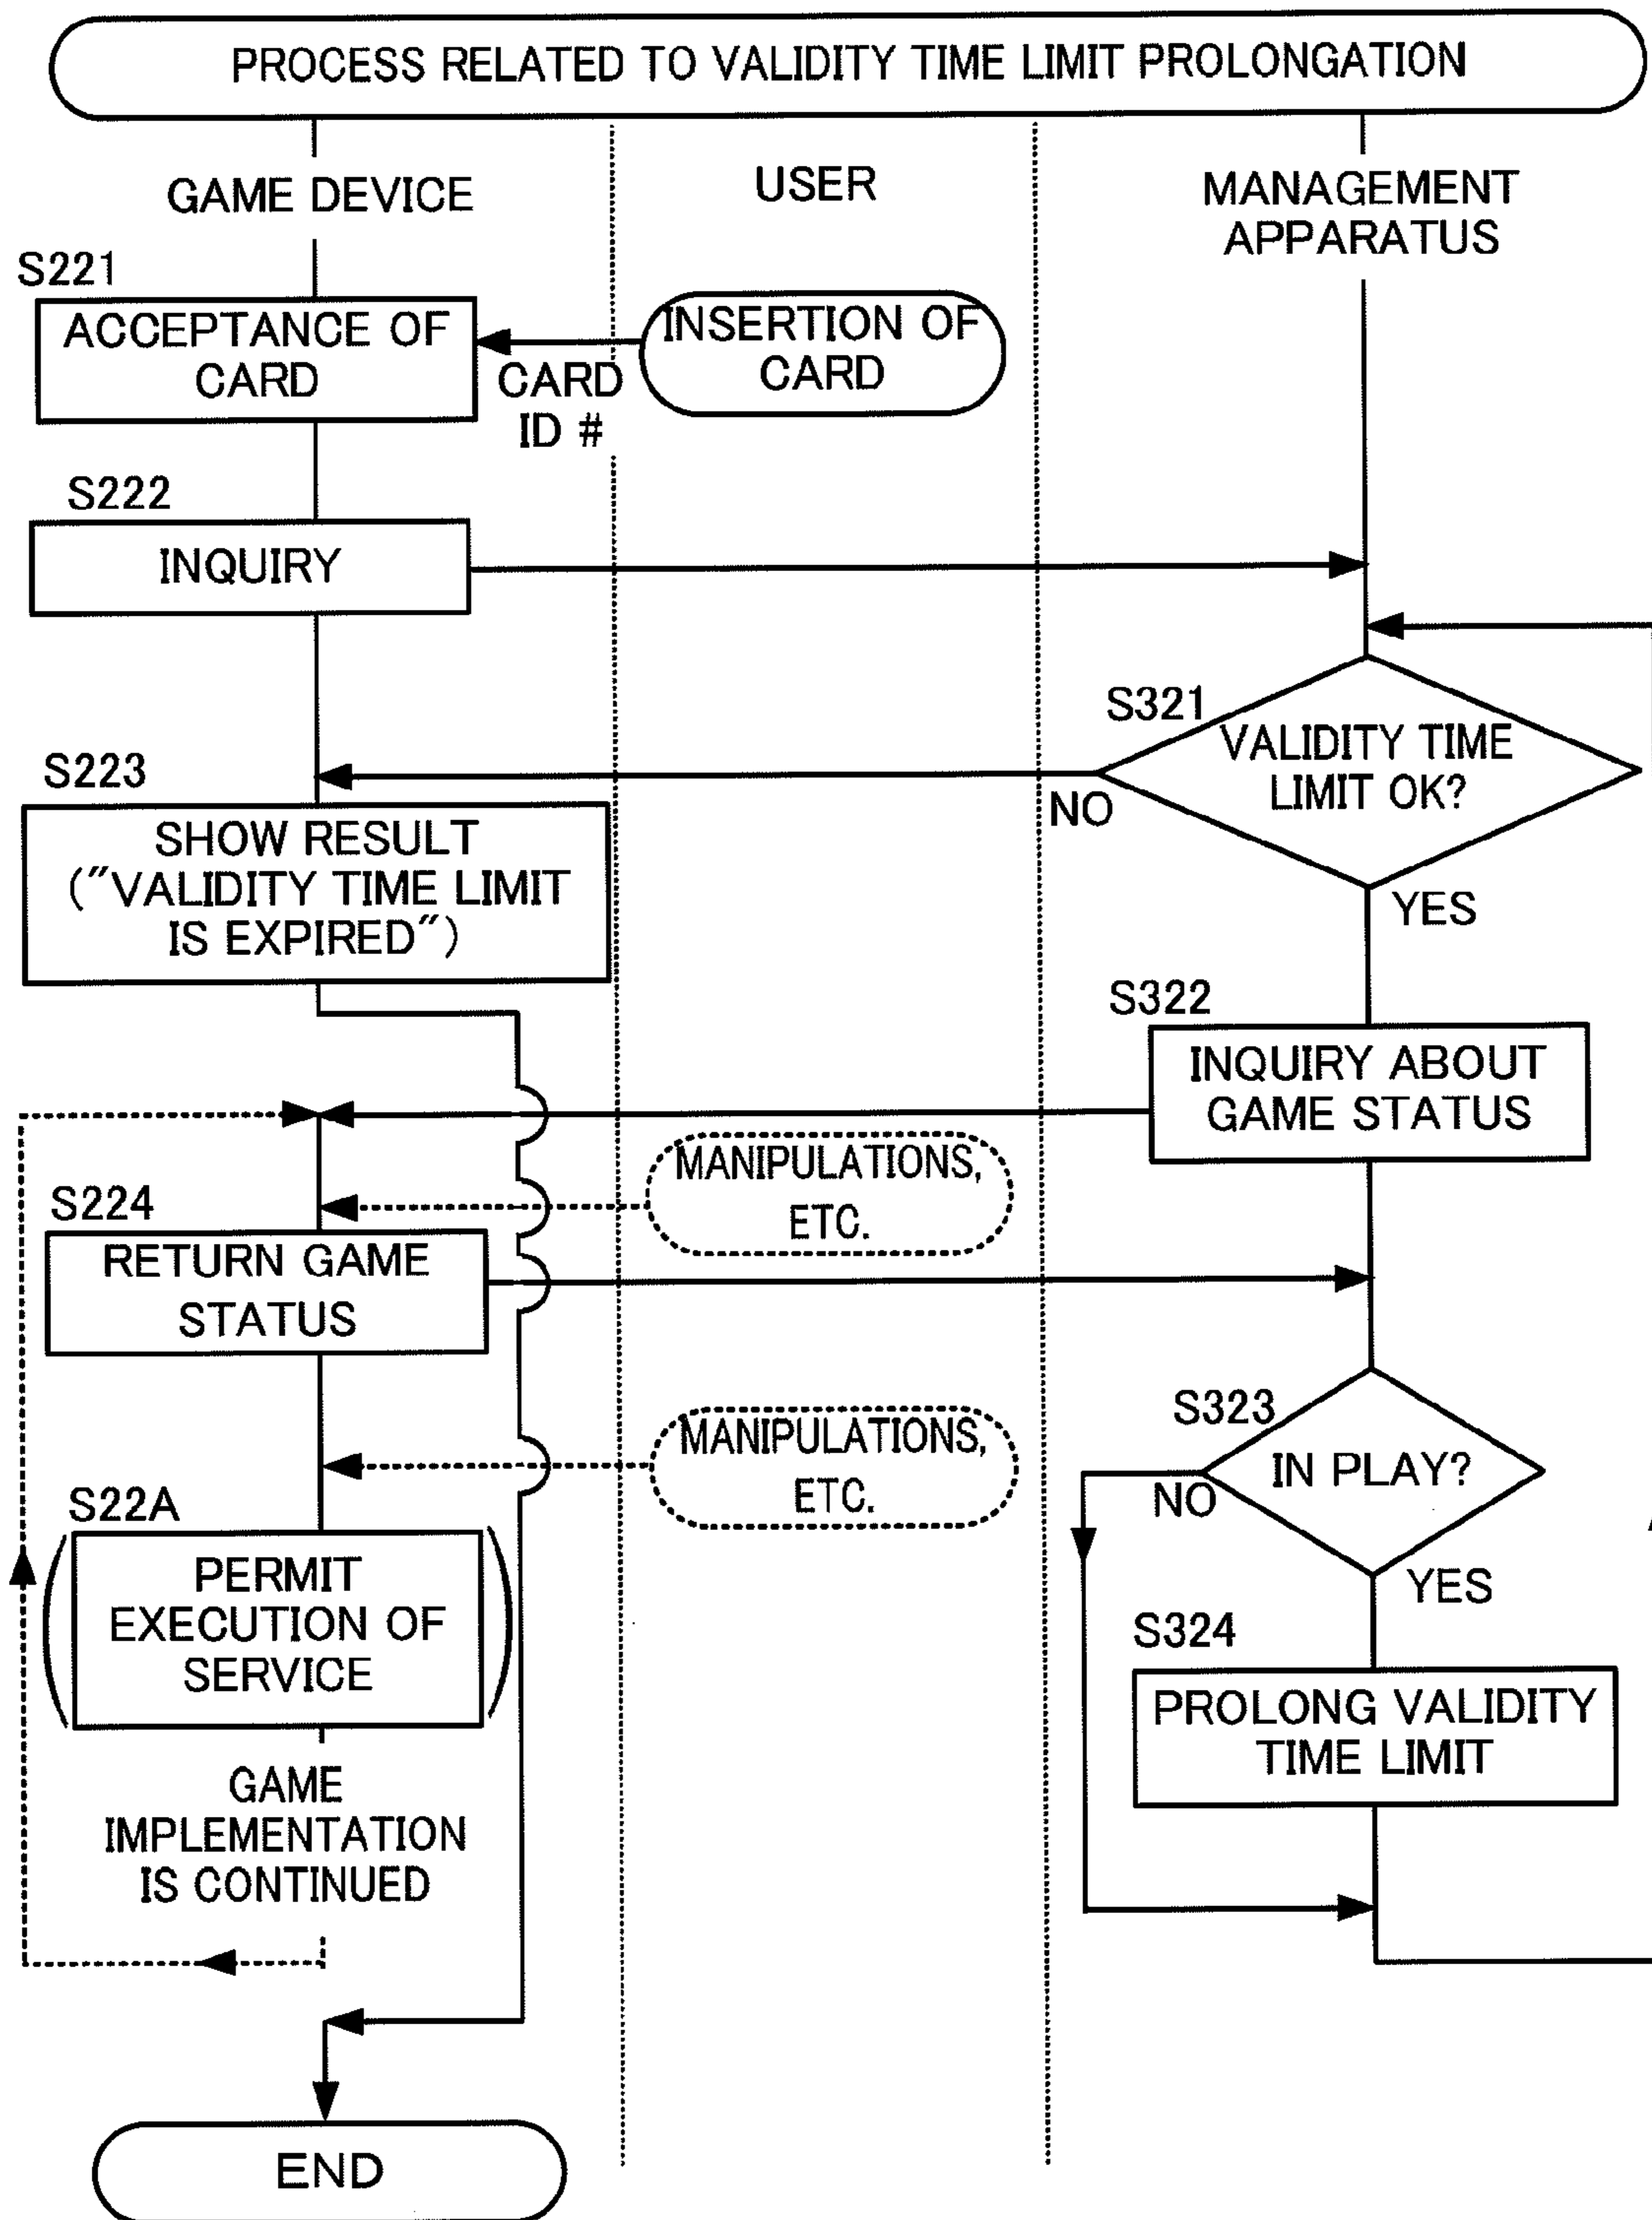 PROCESS RELATED TO VALIDITY TIME LIMIT PROLONGATION
GAME DEVICE
USER
MANAGEMENT
APPARATUS
S221
ACCEPTANCE OF
CARD
INSERTION OF
CARD
CARD
ID #
S222
INQUIRY
S321
VALIDITY TIME
LIMIT OK?
NO
YES
S223
SHOW RESULT
("VALIDITY TIME LIMIT
IS EXPIRED")
S322
INQUIRY ABOUT
GAME STATUS
MANIPULATIONS,
ETC.
S224
RETURN GAME
STATUS
S323
IN PLAY?
NO
YES
MANIPULATIONS,
ETC.
S22A
PERMIT
EXECUTION OF
SERVICE
S324
PROLONG VALIDITY
TIME LIMIT
GAME
IMPLEMENTATION
IS CONTINUED
END